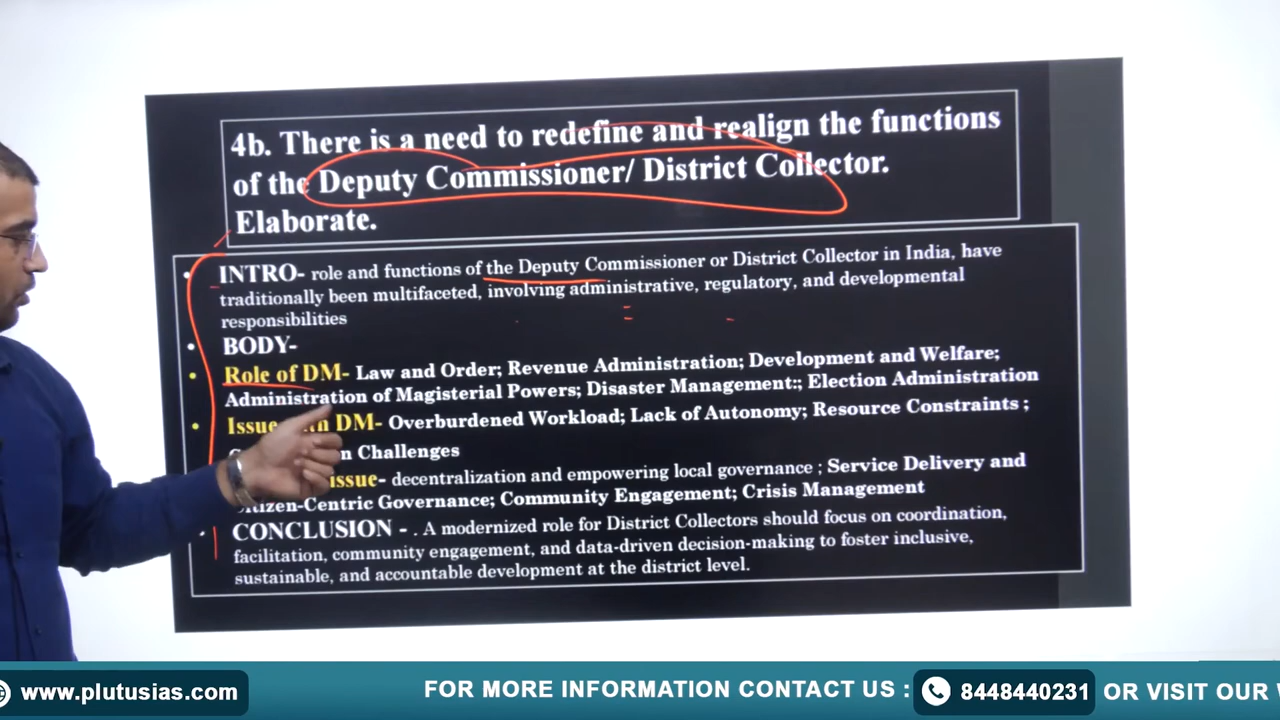 4b. There is a need to redefine and realign the functions
of the Deputy Commissioner/ District Collector.
Elaborate.
• INTRO- role and functions of the Deputy Commissioner or District Collector in India, have
traditionally been multifaceted, involving administrative, regulatory, and developmental
responsibilities
• BODY-
• Role of DM- Law and Order; Revenue Administration; Development and Welfare;
Administration of Magisterial Powers; Disaster Management:; Election Administration
• Issue DM- Overburdened Workload; Lack of Autonomy; Resource Constraints ;
Challenges
issue- decentralization and empowering local governance ; Service Delivery and
Citizen-Centric Governance; Community Engagement; Crisis Management
• CONCLUSION - . A modernized role for District Collectors should focus on coordination,
facilitation, community engagement, and data-driven decision-making to foster inclusive,
sustainable, and accountable development at the district level.
www.plutusias.com FOR MORE INFORMATION CONTACT US : 8448440231 OR VISIT OUR